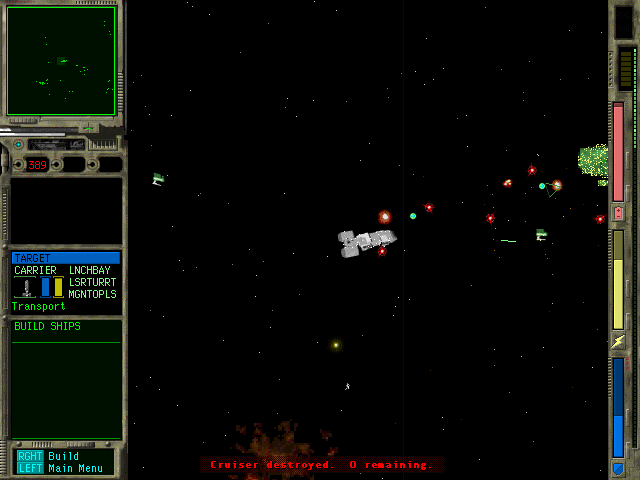 389
TARGET
CARRIER LNCHBAY
LSRTURRT
MGNTOPLS
Transport
BUILD SHIPS
RGHT Build
LEFT Main Menu
Cruiser destroyed. 0 remaining.